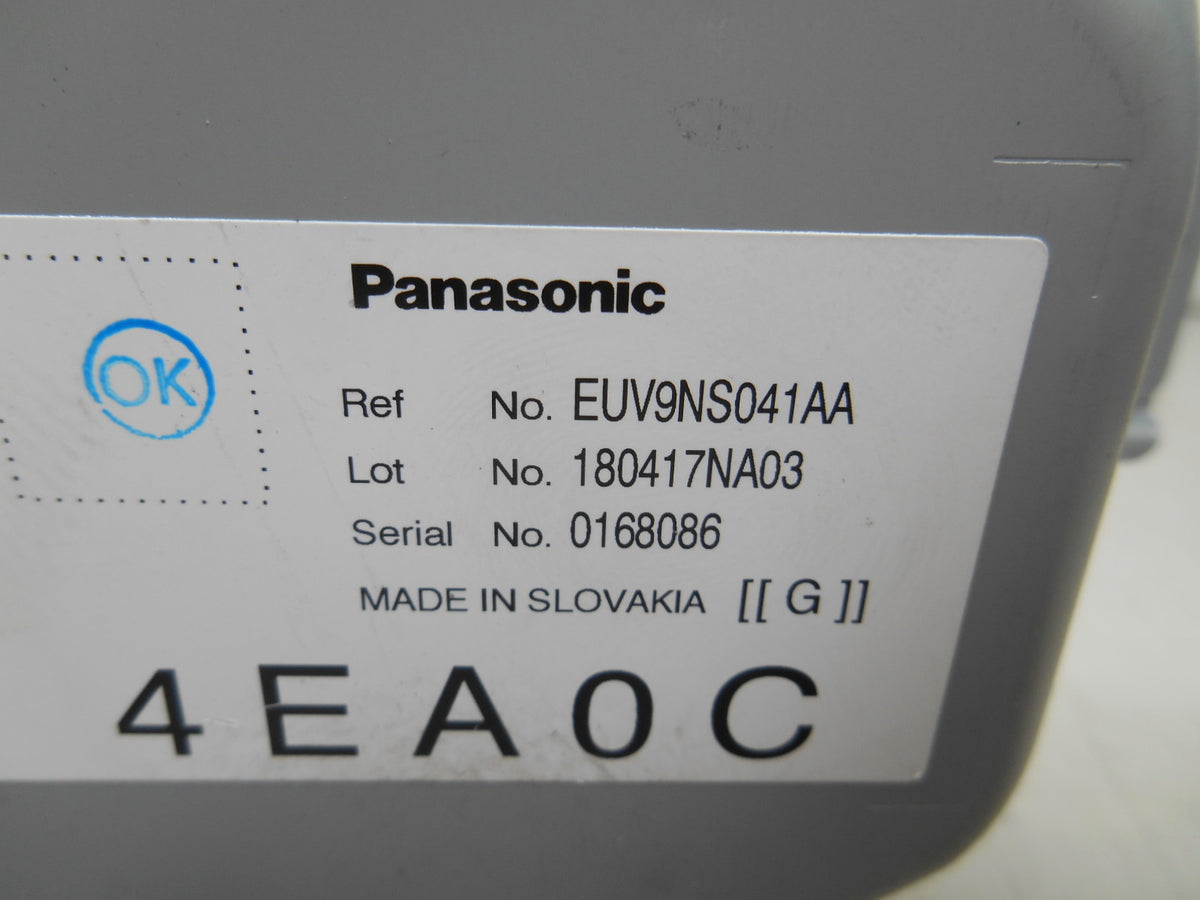 Panasonic
OK
Ref No. EUV9NS041AA
Lot No. 180417NA03
Serial No. 0168086
MADE IN SLOVAKIA [[ G ]]
4EA0C